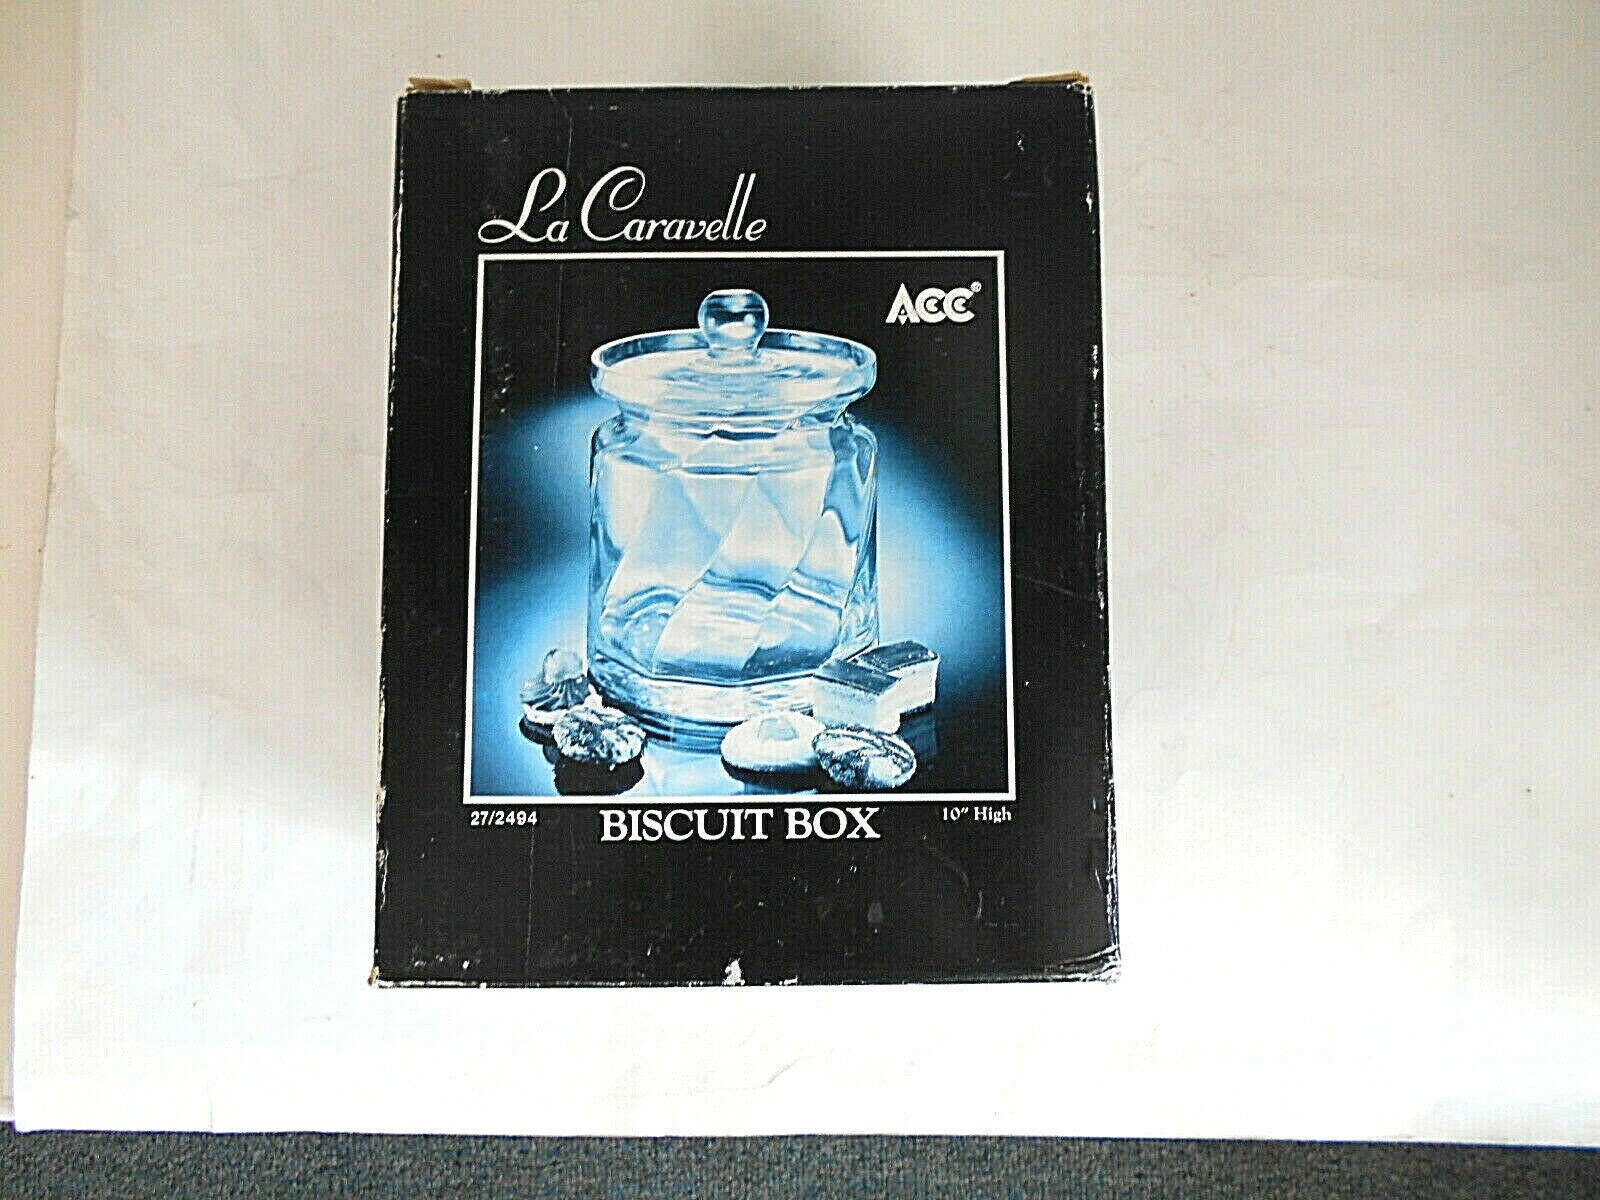 La Caravelle
ACC®
27/2494
BISCUIT BOX
10" High